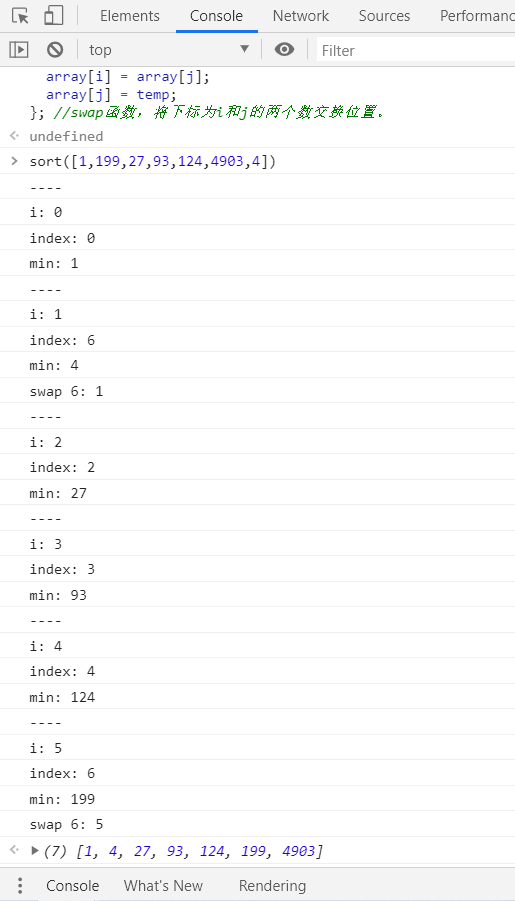 Elements Console Network Sources Performanc
top Filter
array[i] = array[j];
array[j] = temp;
}; //swap函数，将下标为i和j的两个数交换位置。
undefined
sort([1,199,27,93,124,4903,4])
----
i: 0
index: 0
min: 1
----
i: 1
index: 6
min: 4
swap 6: 1
----
i: 2
index: 2
min: 27
----
i: 3
index: 3
min: 93
----
i: 4
index: 4
min: 124
----
i: 5
index: 6
min: 199
swap 6: 5
(7) [1, 4, 27, 93, 124, 199, 4903]
Console What's New Rendering